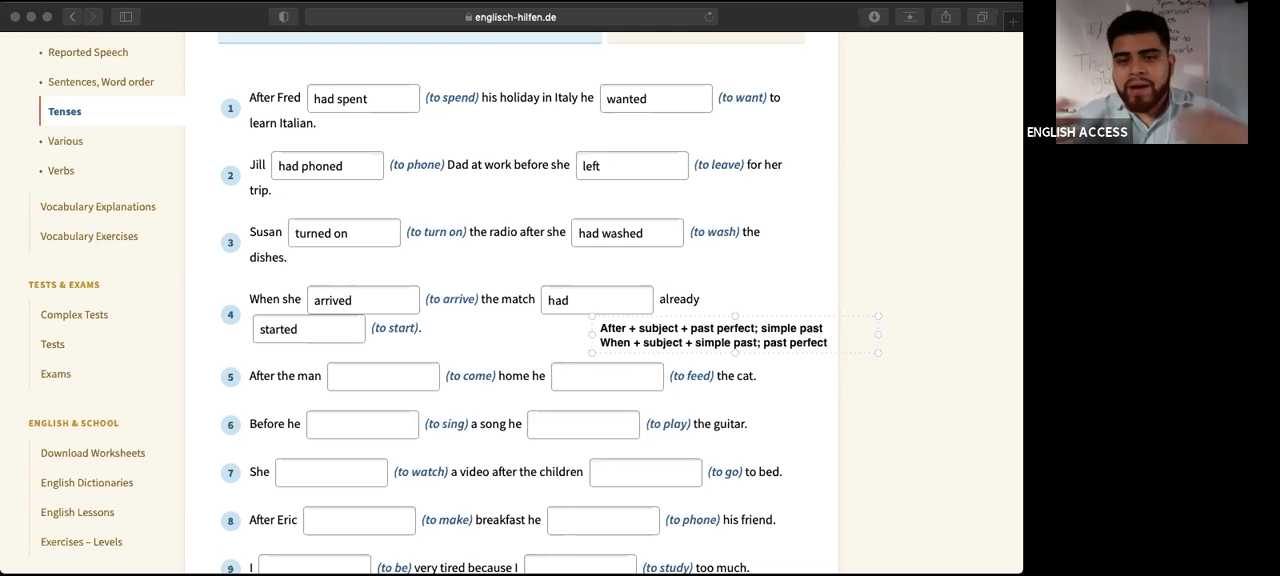 englisch-hilfen.de
Reported Speech
Sentences, Word order
Tenses
Various
Verbs
Vocabulary Explanations
Vocabulary Exercises
TESTS & EXAMS
Complex Tests
Tests
Exams
ENGLISH & SCHOOL
Download Worksheets
English Dictionaries
English Lessons
Exercises – Levels
1 After Fred had spent (to spend) his holiday in Italy he wanted (to want) to
learn Italian.
2 Jill had phoned (to phone) Dad at work before she left (to leave) for her
trip.
3 Susan turned on (to turn on) the radio after she had washed (to wash) the
dishes.
4 When she arrived (to arrive) the match had already
started (to start).
After + subject + past perfect; simple past
When + subject + simple past; past perfect
5 After the man (to come) home he (to feed) the cat.
6 Before he (to sing) a song he (to play) the guitar.
7 She (to watch) a video after the children (to go) to bed.
8 After Eric (to make) breakfast he (to phone) his friend.
9 I (to be) very tired because I (to study) too much.
ENGLISH ACCESS